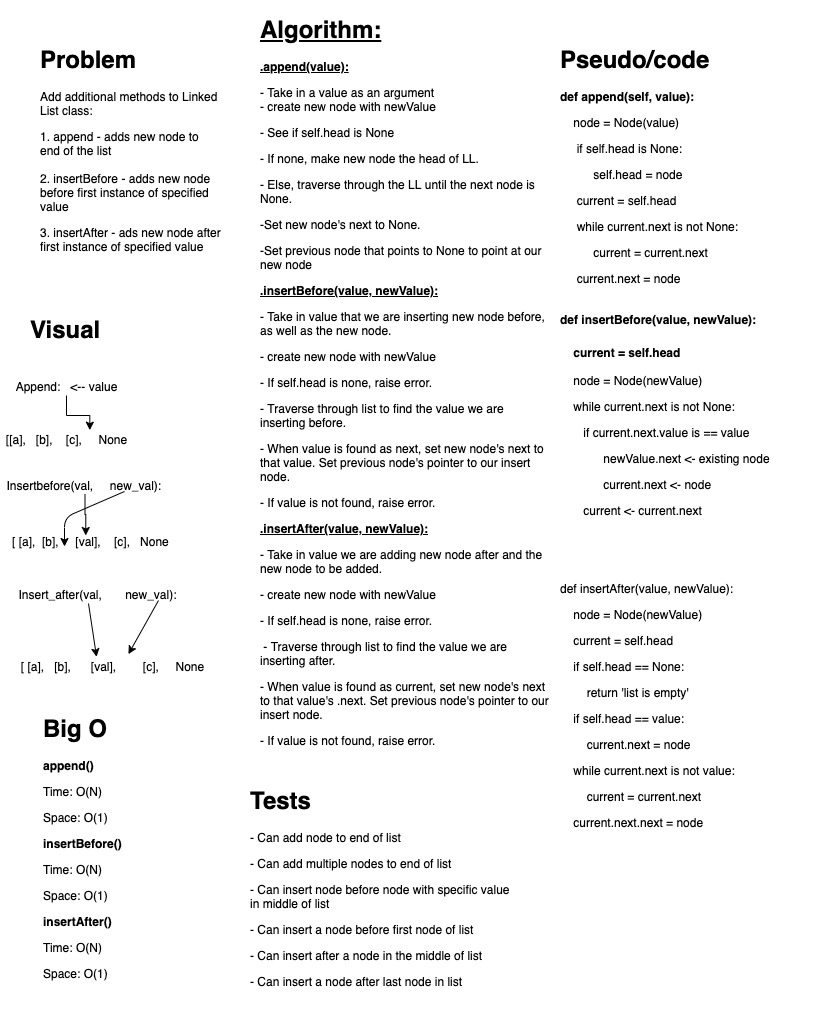 Problem
Add additional methods to Linked
List class:
1. append - adds new node to
end of the list
2. insertBefore - adds new node
before first instance of specified
value
3. insertAfter - ads new node after
first instance of specified value
Visual
Append: <-- value
[[a], [b], [c], None
Insertbefore(val, new_val):
[ [a], [b], [val], [c], None
Insert_after(val, new_val):
[ [a], [b], [val], [c], None
Big O
append()
Time: O(N)
Space: O(1)
insertBefore()
Time: O(N)
Space: O(1)
insertAfter()
Time: O(N)
Space: O(1)
Algorithm:
.append(value):
- Take in a value as an argument
- create new node with newValue
- See if self.head is None
- If none, make new node the head of LL.
- Else, traverse through the LL until the next node is
None.
-Set new node's next to None.
-Set previous node that points to None to point at our
new node
.insertBefore(value, newValue):
- Take in value that we are inserting new node before,
as well as the new node.
- create new node with newValue
- If self.head is none, raise error.
- Traverse through list to find the value we are
inserting before.
- When value is found as next, set new node's next to
that value. Set previous node's pointer to our insert
node.
- If value is not found, raise error.
.insertAfter(value, newValue):
- Take in value we are adding new node after and the
new node to be added.
- create new node with newValue
- If self.head is none, raise error.
- Traverse through list to find the value we are
inserting after.
- When value is found as current, set new node's next
to that value's .next. Set previous node's pointer to our
insert node.
- If value is not found, raise error.
Tests
- Can add node to end of list
- Can add multiple nodes to end of list
- Can insert node before node with specific value
in middle of list
- Can insert a node before first node of list
- Can insert after a node in the middle of list
- Can insert a node after last node in list
Pseudo/code
def append(self, value):
node = Node(value)
if self.head is None:
self.head = node
current = self.head
while current.next is not None:
current = current.next
current.next = node
def insertBefore(value, newValue):
current = self.head
node = Node(newValue)
while current.next is not None:
if current.next.value is == value
newValue.next <- existing node
current.next <- node
current <- current.next
def insertAfter(value, newValue):
node = Node(newValue)
current = self.head
if self.head == None:
return 'list is empty'
if self.head == value:
current.next = node
while current.next is not value:
current = current.next
current.next.next = node